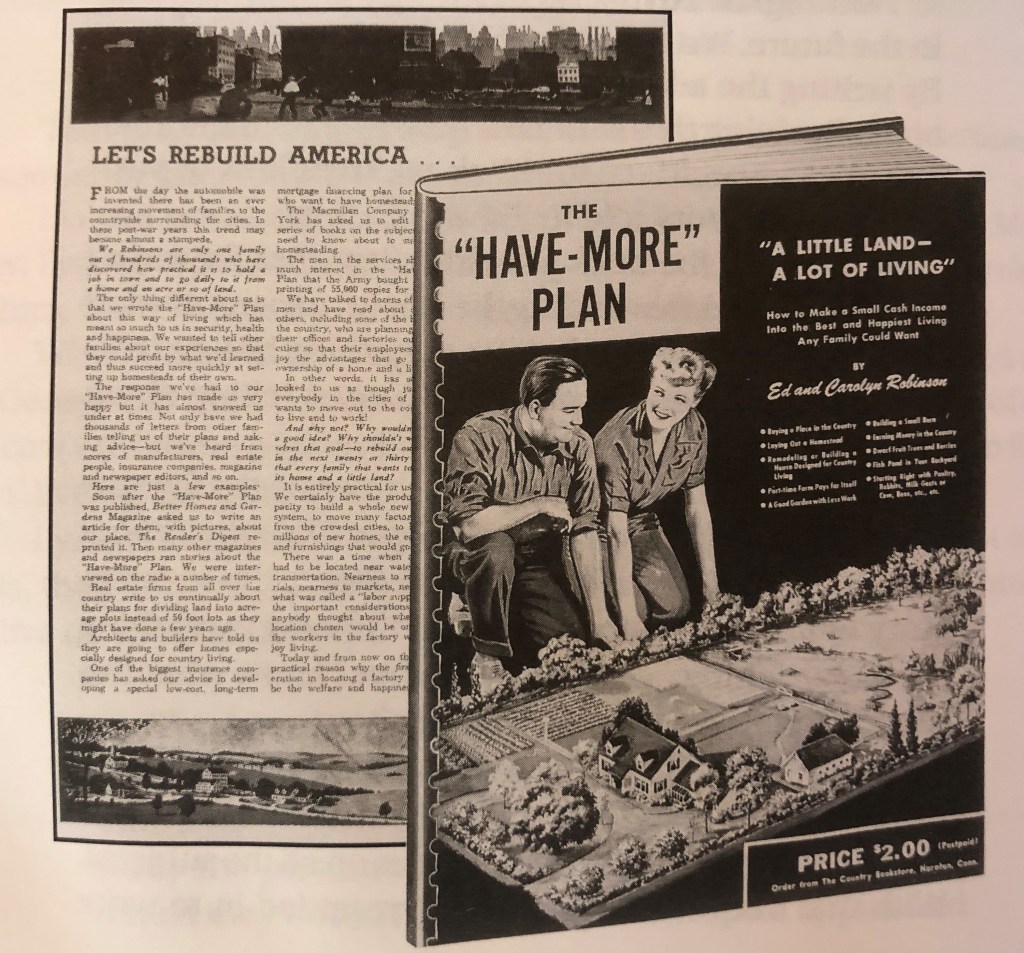 LET'S REBUILD AMERICA . . .
FROM the day the automobile was
invented there has been an ever
increasing movement of families to the
countryside surrounding the cities. In
these post-war years this trend may
become almost a stampede.
We Robinsons are only one family
out of hundreds of thousands who have
discovered how practical it is to hold a
job in town and to go daily to it from
a home and an acre or so of land.
The only thing different about us is
that we wrote the "Have-More" Plan
about this way of living which has
meant so much to us in security, health
and happiness. We wanted to tell other
families about our experiences so that
they could profit by what we'd learned
and thus succeed more quickly at set-
ting up homesteads of their own.
The response we've had to our
"Have-More" Plan has made us very
happy but it has almost snowed us
under at times. Not only have we had
thousands of letters from other fam-
ilies telling us of their plans and ask-
ing advice—but we've heard from
scores of manufacturers, real estate
people, insurance companies, magazine
and newspaper editors, and so on.
Here are just a few examples:
Soon after the "Have-More" Plan
was published, Better Homes and Gar-
dens Magazine asked us to write an
article for them, with pictures, about
our place. The Reader's Digest re-
printed it. Then many other magazines
and newspapers ran stories about the
"Have-More" Plan. We were inter-
viewed on the radio a number of times.
Real estate firms from all over the
country write to us continually about
their plans for dividing land into acre-
age plots instead of 50 foot lots as they
might have done a few years ago.
Architects and builders have told us
they are going to offer homes espe-
cially designed for country living.
One of the biggest insurance com-
panies has asked our advice in devel-
oping a special low-cost, long-term
mortgage financing plan for
who want to have homestead
The Macmillan Company
York has asked us to edit
series of books on the subject
need to know about to
homesteading.
The men in the services
much interest in the
Plan that the Army bought
printing of 55,000 copies for
We have talked to dozens of
men and have read about
others, including some of the
the country, who are planning
their offices and factories
cities so that their employees
joy the advantages that go
ownership of a home and a
In other words, it has
looked to us as though
everybody in the cities of
wants to move out to the
to live and to work!
And why not? Why
a good idea? Why shouldn't
selves that goal—to rebuild
in the next twenty or thirty
that every family that wants to
its home and a little land?
It is entirely practical for us
We certainly have the
pacity to build a whole new
system, to move many
from the crowded cities, to
millions of new homes, the
and furnishings that would
There was a time when
had to be located near
transportation. Nearness to
rials, nearness to markets,
what was called a "labor
the important considerations
anybody thought about
location chosen would be
the workers in the factory
joy living.
Today and from now on
practical reason why the
eration in locating a factory
be the welfare and
THE
"HAVE-MORE"
PLAN
"A LITTLE LAND—
A LOT OF LIVING"
How to Make a Small Cash Income
Into the Best and Happiest Living
Any Family Could Want
BY
Ed and Carolyn Robinson
• Buying a Place in the Country
• Laying Out a Homestead
• Remodeling or Building a
House Designed for Country
Living
• Part-time Farm Pays for Itself
• A Good Garden with Less Work
• Building a Small Barn
• Earning Money in the Country
• Dwarf Fruit Trees and Berries
• Fish Pond in Your Backyard
• Starting Right with Poultry,
Rabbits, Milk Goats or
Cow, Bees, etc., etc.
PRICE $2.00 (Postpaid)
Order from The Country Bookstore, Noroton, Conn.